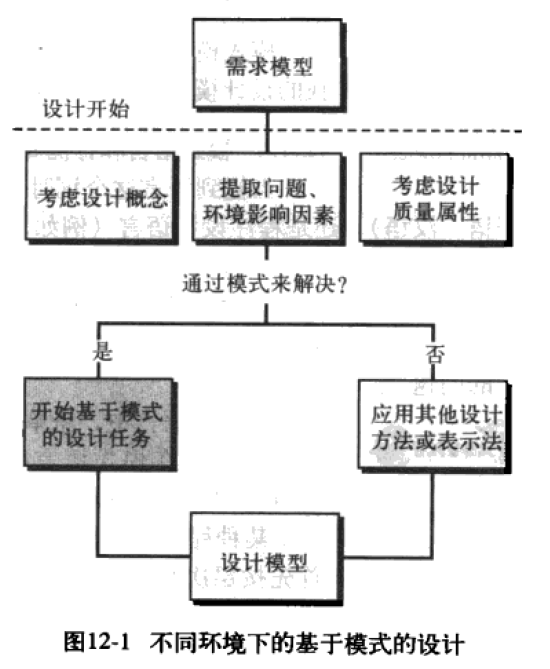 需求模型
设计开始
考虑设计概念
提取问题、
环境影响因素
考虑设计
质量属性
通过模式来解决?
是
否
开始基于模式
的设计任务
应用其他设计
方法或表示法
设计模型
图12-1 不同环境下的基于模式的设计